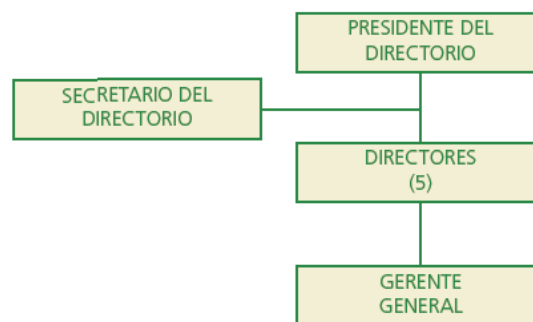 PRESIDENTE DEL
DIRECTORIO
SECRETARIO DEL
DIRECTORIO
DIRECTORES
(5)
GERENTE
GENERAL